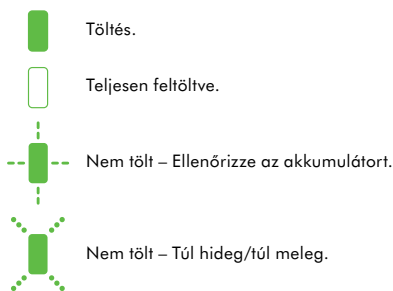 Töltés.
Teljesen feltöltve.
Nem tölt – Ellenőrizze az akkumulátort.
Nem tölt – Túl hideg/túl meleg.